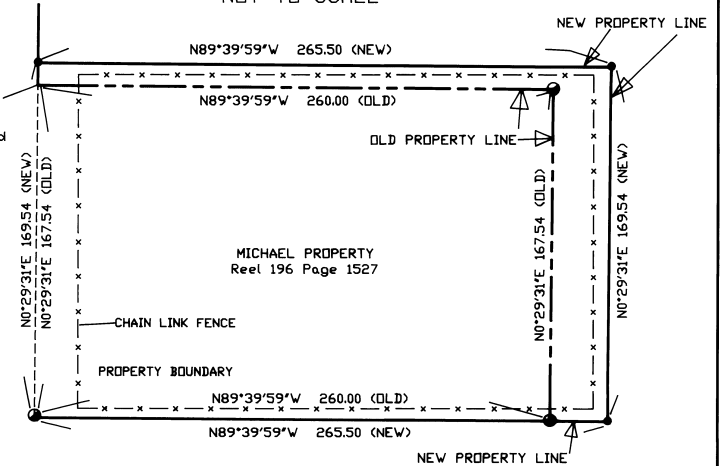 NOT TO SCALE
NEW PROPERTY LINE
N89°39'59"W 265.50 (NEW)
N89°39'59"W 260.00 (OLD)
OLD PROPERTY LINE
d
N0°29'31"E 169.54 (NEW)
N0°29'31"E 167.54 (OLD)
N0°29'31"E 167.54 (OLD)
N0°29'31"E 169.54 (NEW)
MICHAEL PROPERTY
Reel 196 Page 1527
CHAIN LINK FENCE
PROPERTY BOUNDARY
N89°39'59"W 260.00 (OLD)
N89°39'59"W 265.50 (NEW)
NEW PROPERTY LINE